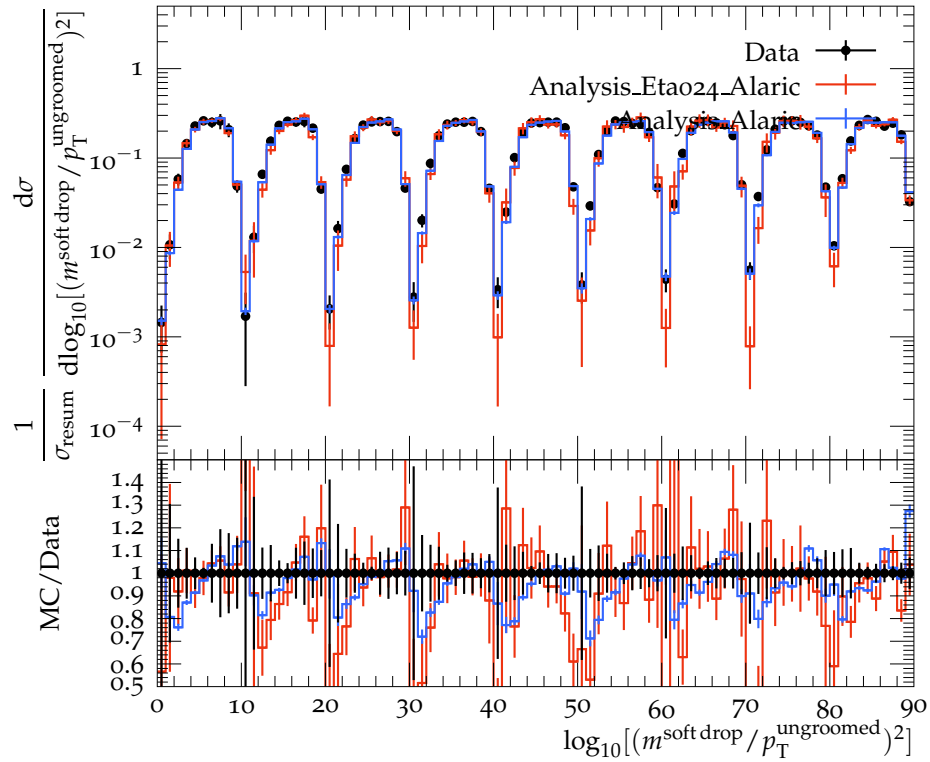 Data
Analysis_Eta024_Alaric
Analysis_Alaric
1
10⁻¹
10⁻²
10⁻³
10⁻⁴
1/σ_resum dσ/dlog₁₀[(m^soft drop/p_T^ungroomed)²]
1.4
1.3
1.2
1.1
1
0.9
0.8
0.7
0.6
0.5
MC/Data
0 10 20 30 40 50 60 70 80 90
log₁₀[(m^soft drop/p_T^ungroomed)²]